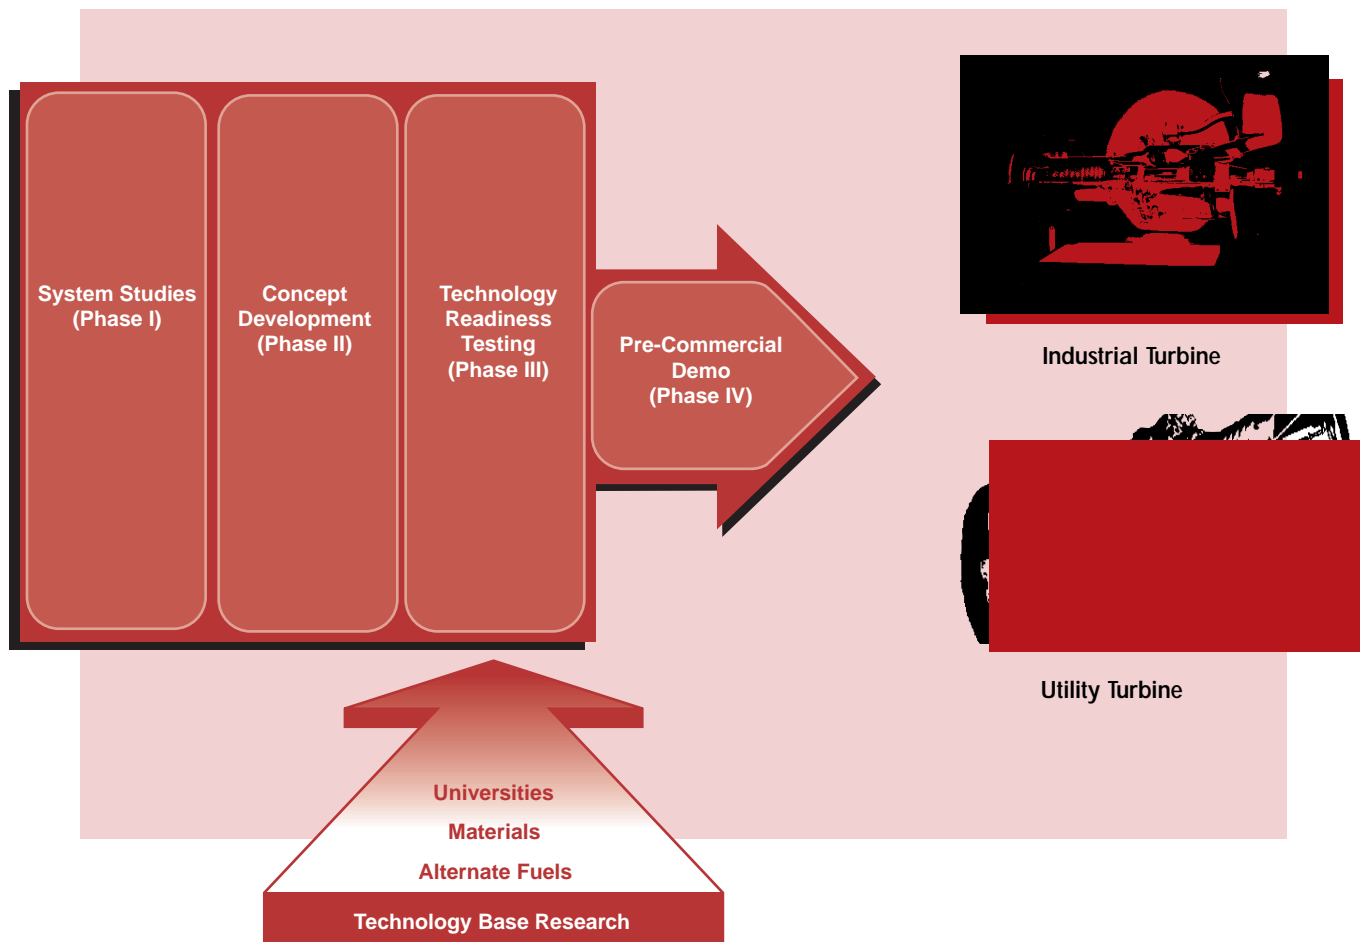 System Studies
(Phase I)
Concept
Development
(Phase II)
Technology
Readiness
Testing
(Phase III)
Pre-Commercial
Demo
(Phase IV)
Industrial Turbine
Utility Turbine
Universities
Materials
Alternate Fuels
Technology Base Research